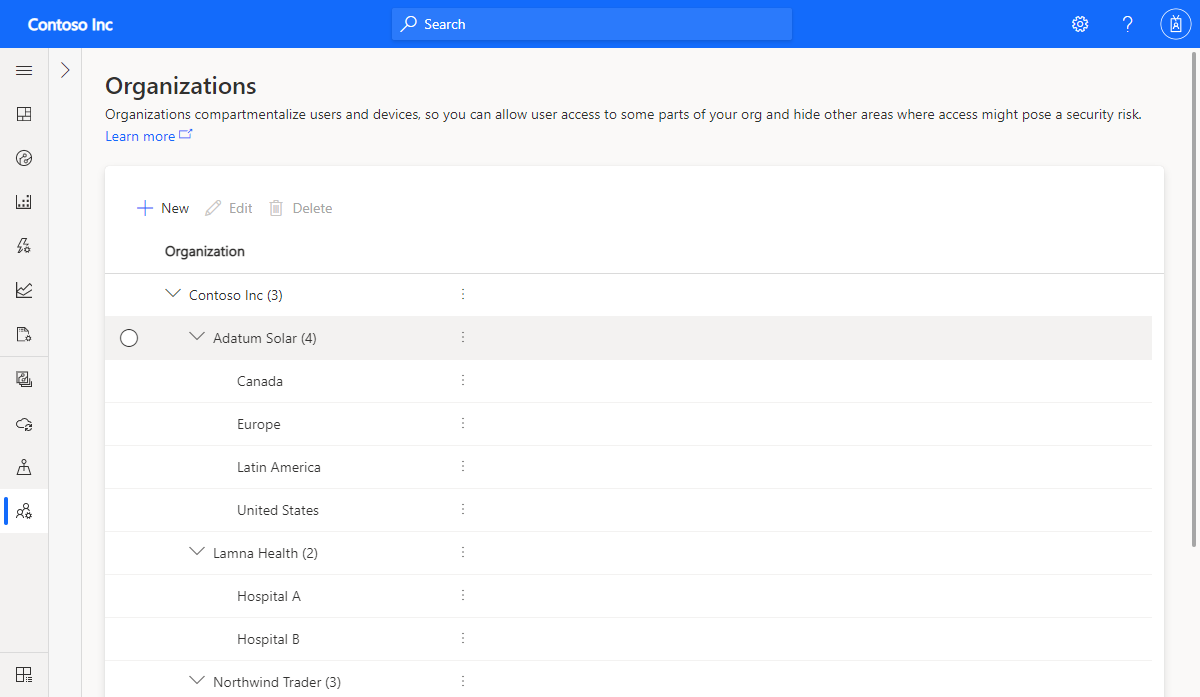 Contoso Inc
Search
?
Organizations
Organizations compartmentalize users and devices, so you can allow user access to some parts of your org and hide other areas where access might pose a security risk.
Learn more
New Edit Delete
Organization
Contoso Inc (3)
Adatum Solar (4)
Canada
Europe
Latin America
United States
Lamna Health (2)
Hospital A
Hospital B
Northwind Trader (3)